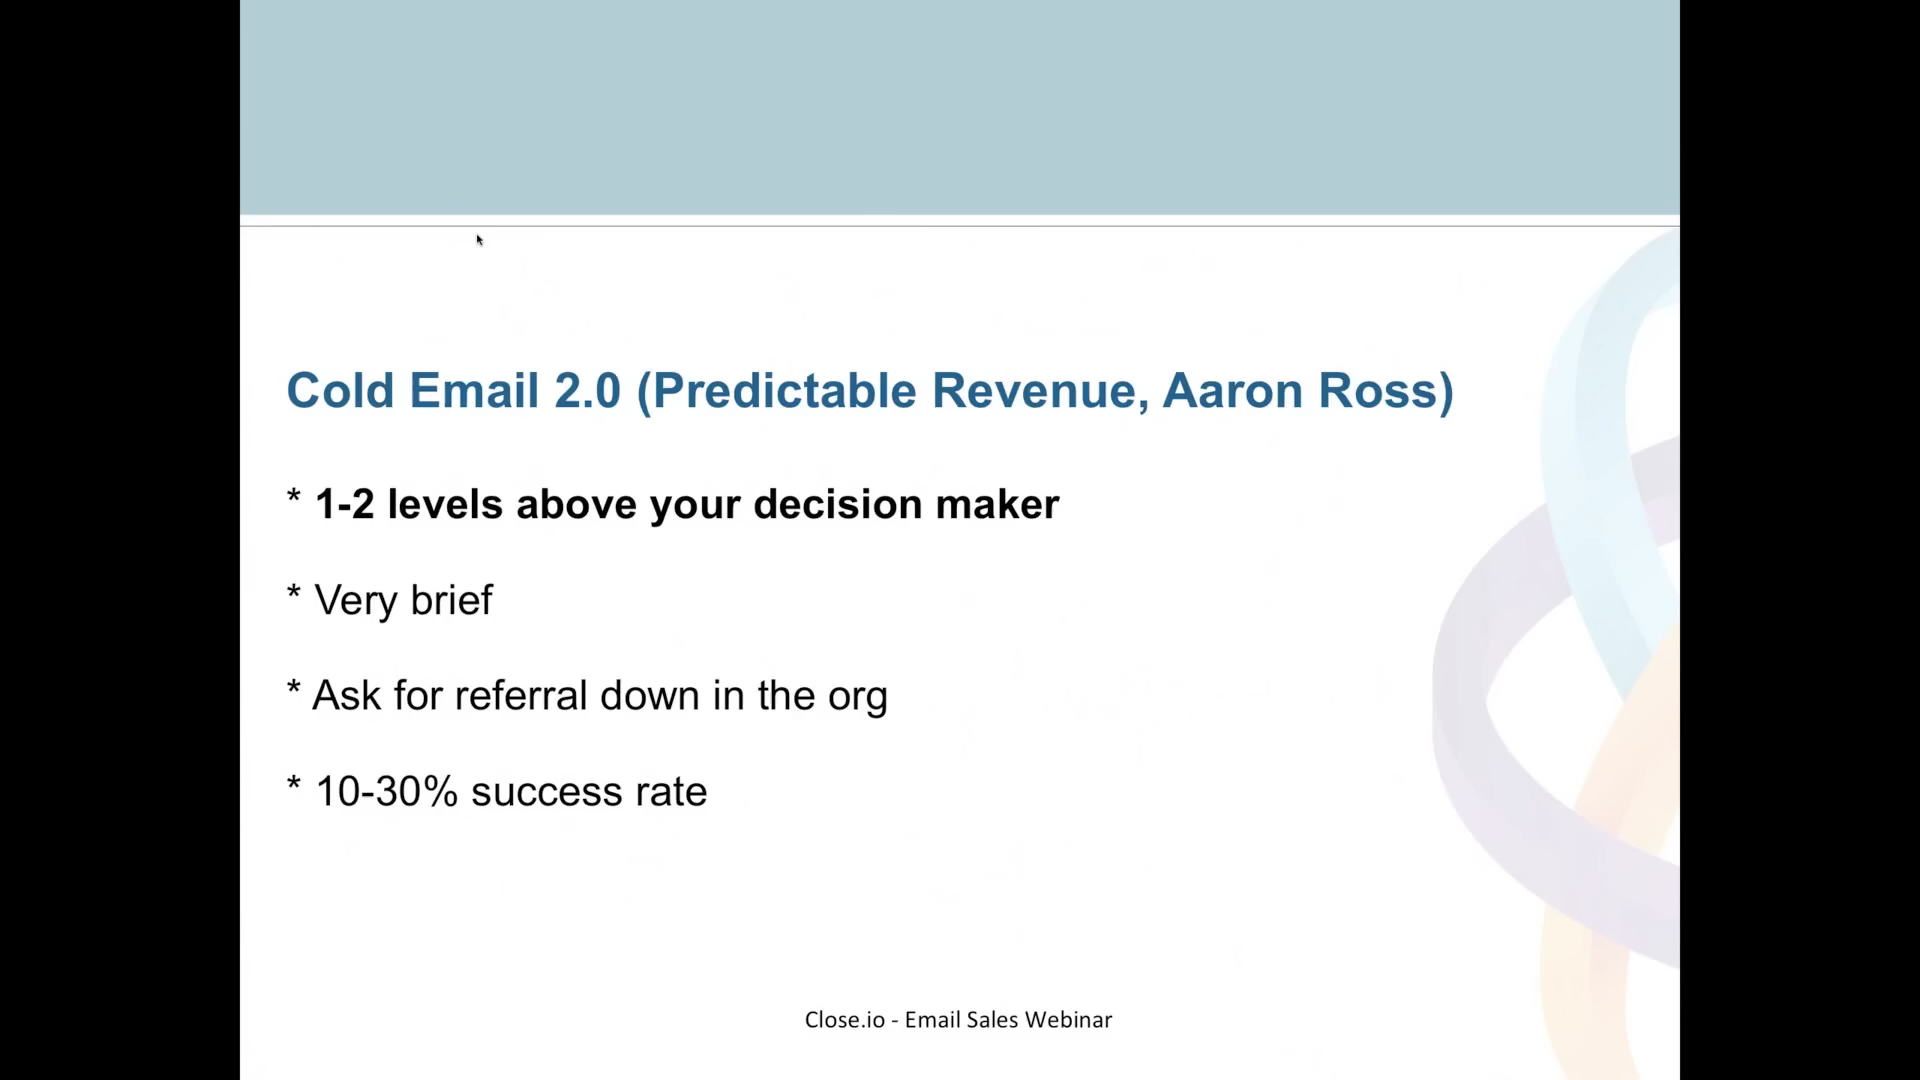 Cold Email 2.0 (Predictable Revenue, Aaron Ross)
* 1-2 levels above your decision maker
* Very brief
* Ask for referral down in the org
* 10-30% success rate
Close.io - Email Sales Webinar